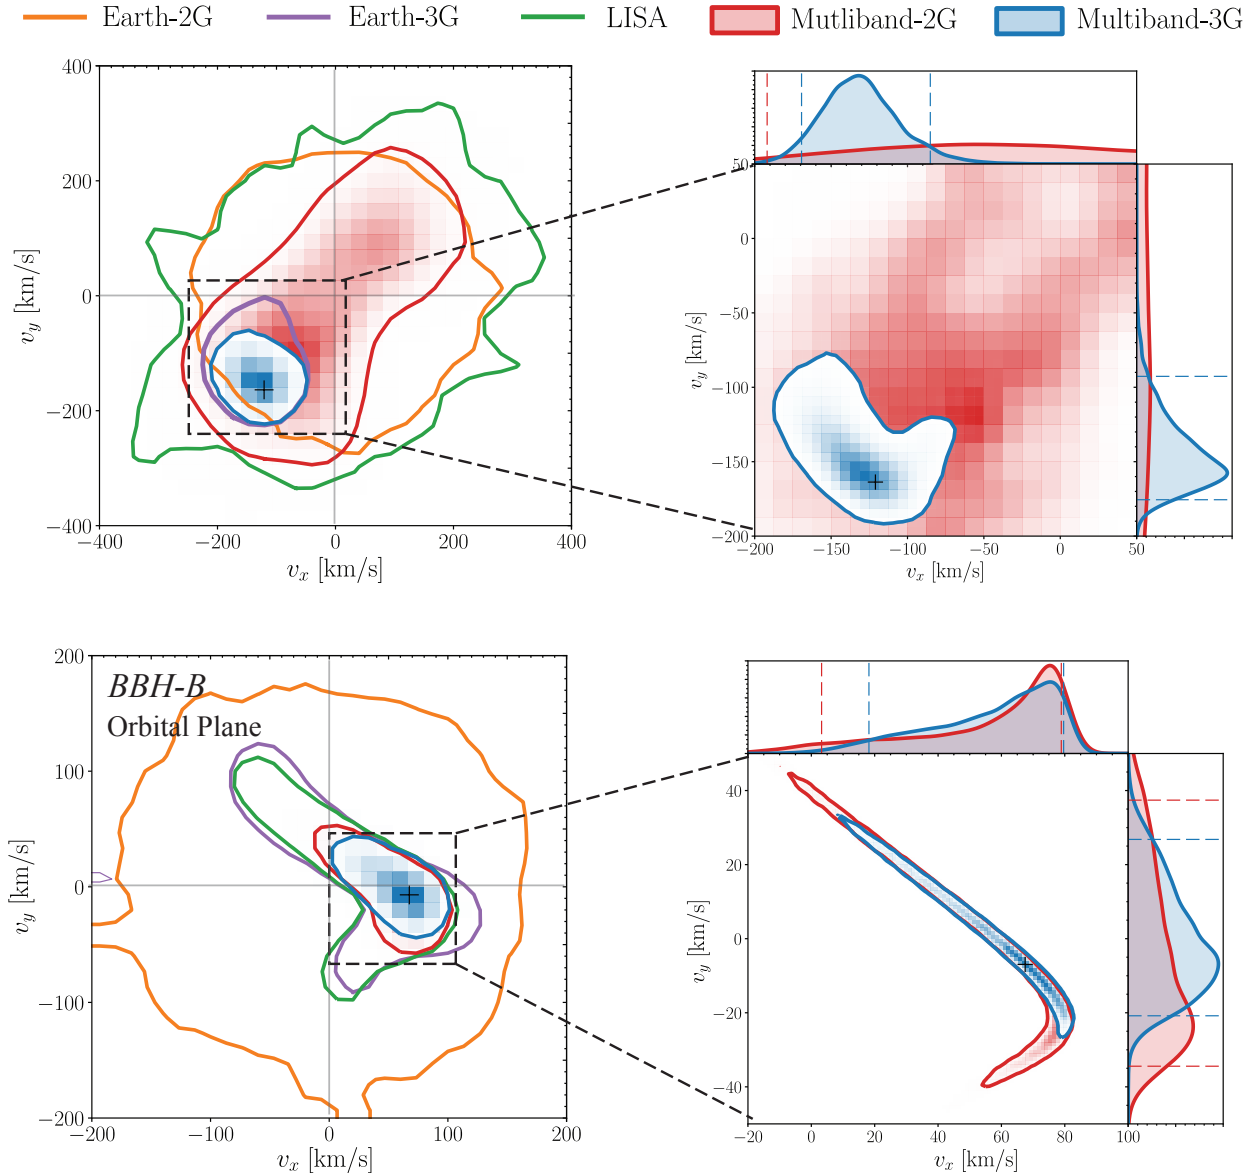 Earth-2G Earth-3G LISA Mutliband-2G Multiband-3G
400
200
0
−200
−400
−400 −200 0 200 400
v_y [km/s]
v_x [km/s]
50
0
−50
−100
−150
−200
−200 −150 −100 −50 0 50
v_y [km/s]
v_x [km/s]
BBH-B
Orbital Plane
200
100
0
−100
−200
−200 −100 0 100 200
v_y [km/s]
v_x [km/s]
40
20
0
−20
−40
−20 0 20 40 60 80 100
v_y [km/s]
v_x [km/s]